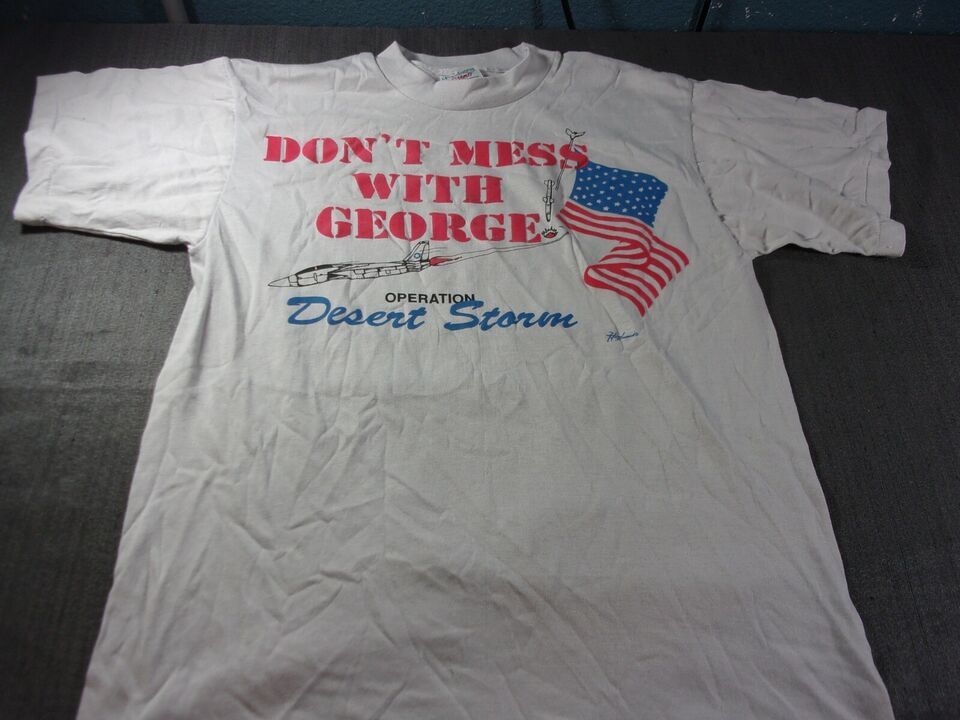 DON'T MESS
WITH
GEORGE
OPERATION
Desert Storm